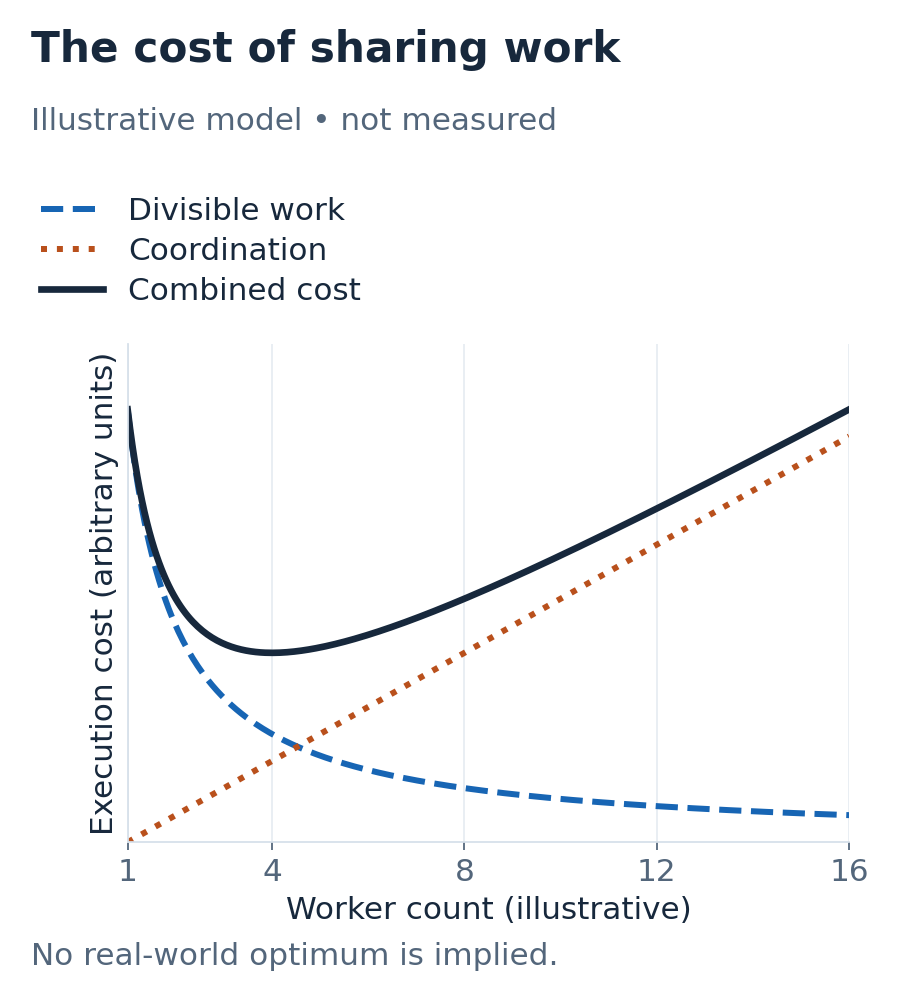 The cost of sharing work
Illustrative model • not measured
Divisible work
Coordination
Combined cost
Execution cost (arbitrary units)
1 4 8 12 16
Worker count (illustrative)
No real-world optimum is implied.